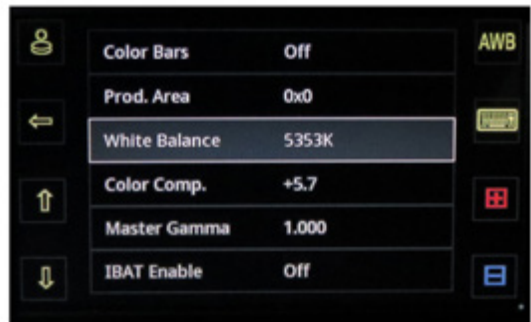 AWB
Color Bars Off
Prod. Area 0x0
White Balance 5353K
Color Comp. +5.7
Master Gamma 1.000
IBAT Enable Off